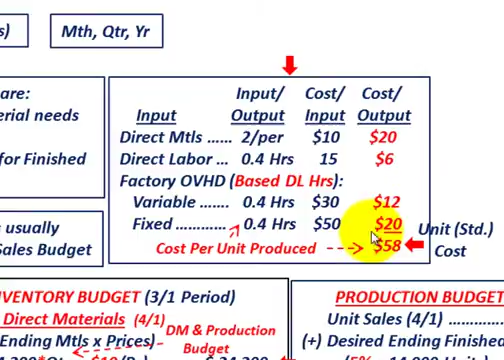 s)
Mth, Qtr, Yr
are:
erial needs
for Finished
s usually
Sales Budget
Input/ Cost/ Cost/
Input Output Input Output
Direct Mtls ...... 2/per $10 $20
Direct Labor ... 0.4 Hrs 15 $6
Factory OVHD (Based DL Hrs):
Variable ....... 0.4 Hrs $30 $12
Fixed ............ 0.4 Hrs $50 $20
Cost Per Unit Produced $58
Unit (Std.)
Cost
NVENTORY BUDGET (3/1 Period)
Direct Materials (4/1)
Ending Mtls x Prices)
DM & Production
Budget
PRODUCTION BUDGET
Unit Sales (4/1)
(+) Desired Ending Finished